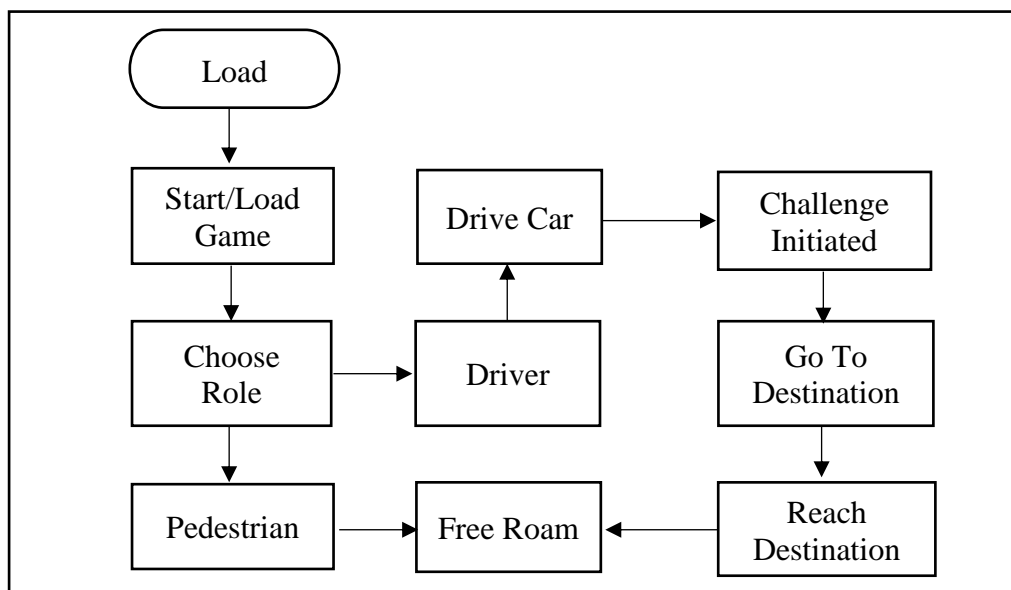 Load
Start/Load
Game
Drive Car
Challenge
Initiated
Choose
Role
Driver
Go To
Destination
Pedestrian
Free Roam
Reach
Destination